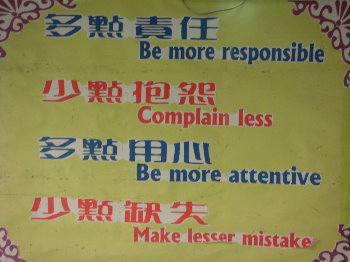 多點責任
Be more responsible
少點抱怨
Complain less
多點用心
Be more attentive
少點缺失
Make lesser mistake